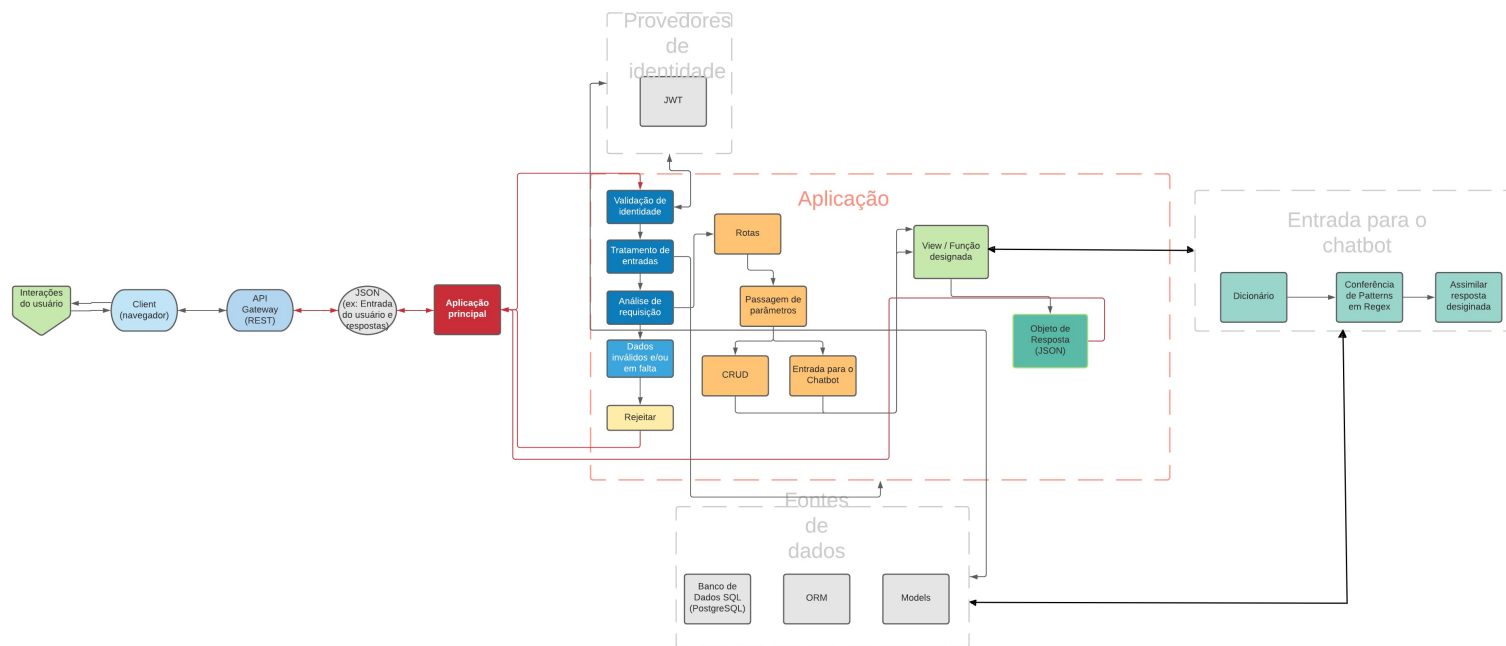 Provedores
de
identidade
JWT
Aplicação
Validação de
identidade
Tratamento de
entradas
Análise de
requisição
Dados
inválidos e/ou
em falta
Rejeitar
Rotas
Passagem de
parâmetros
CRUD
Entrada para o
Chatbot
View / Função
designada
Objeto de
Resposta
(JSON)
Entrada para o
chatbot
Dicionário
Conferência
de Patterns
em Regex
Assimilar
resposta
desiginada
Interações
do usuário
Client
(navegador)
API
Gateway
(REST)
JSON
(ex: Entrada
do usuário e
respostas)
Aplicação
principal
Fontes
de
dados
Banco de
Dados SQL
(PostgreSQL)
ORM
Models